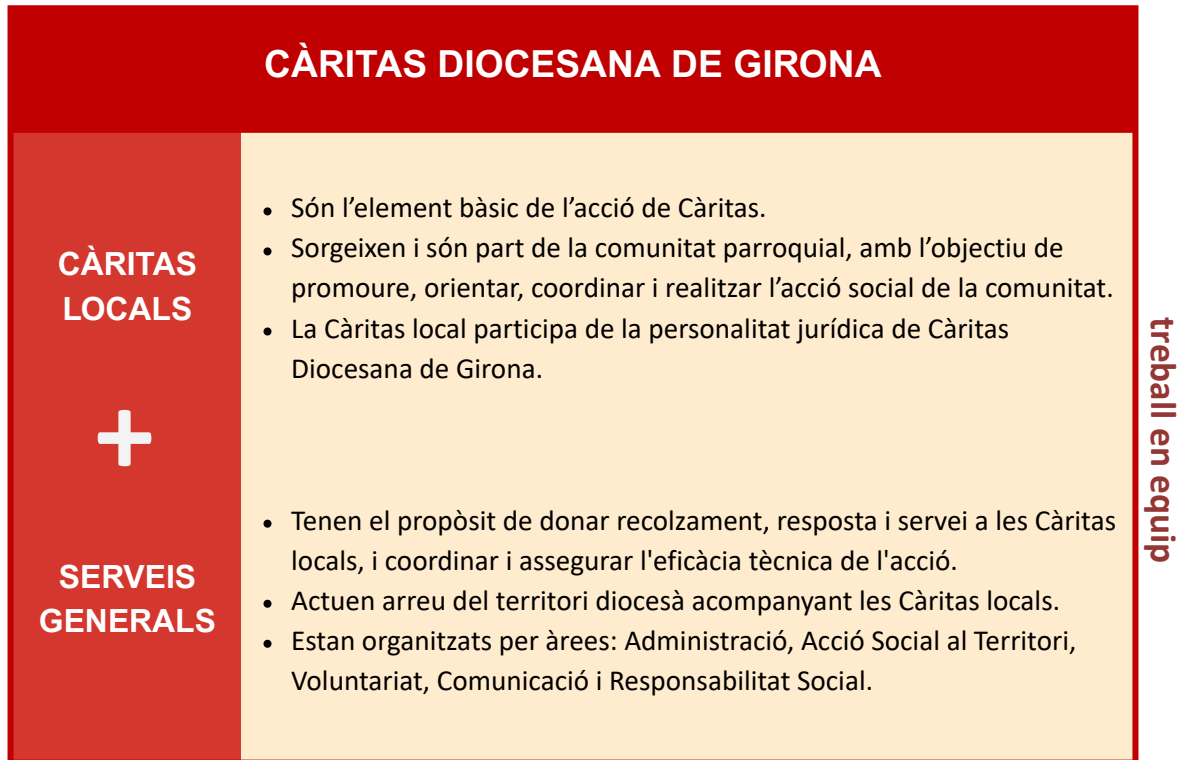 CÀRITAS DIOCESANA DE GIRONA
CÀRITAS
LOCALS
• Són l’element bàsic de l’acció de Càritas.
• Sorgeixen i són part de la comunitat parroquial, amb l’objectiu de
promoure, orientar, coordinar i realitzar l’acció social de la comunitat.
• La Càritas local participa de la personalitat jurídica de Càritas
Diocesana de Girona.
+
SERVEIS
GENERALS
• Tenen el propòsit de donar recolzament, resposta i servei a les Càritas
locals, i coordinar i assegurar l'eficàcia tècnica de l'acció.
• Actuen arreu del territori diocesà acompanyant les Càritas locals.
• Estan organitzats per àrees: Administració, Acció Social al Territori,
Voluntariat, Comunicació i Responsabilitat Social.
treball en equip